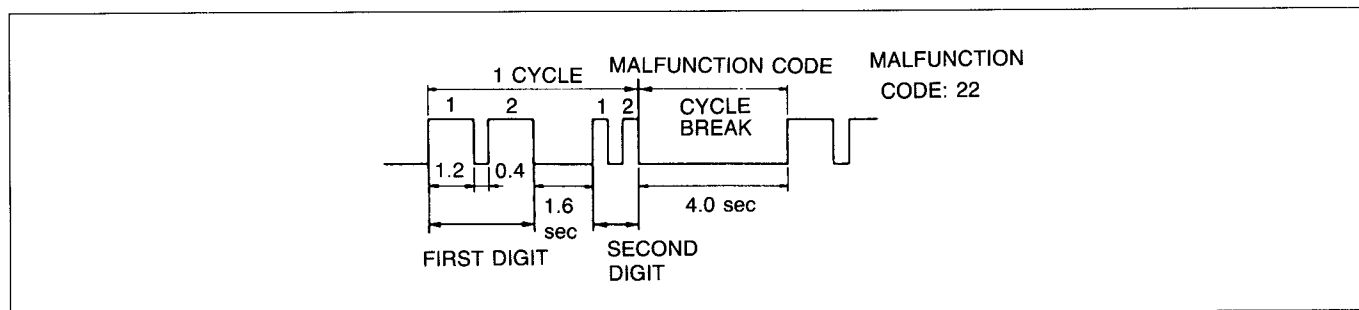 1 CYCLE
MALFUNCTION CODE
MALFUNCTION
CODE: 22
1 2
1 2
CYCLE
BREAK
1.2
0.4
1.6
sec
4.0 sec
FIRST DIGIT
SECOND
DIGIT